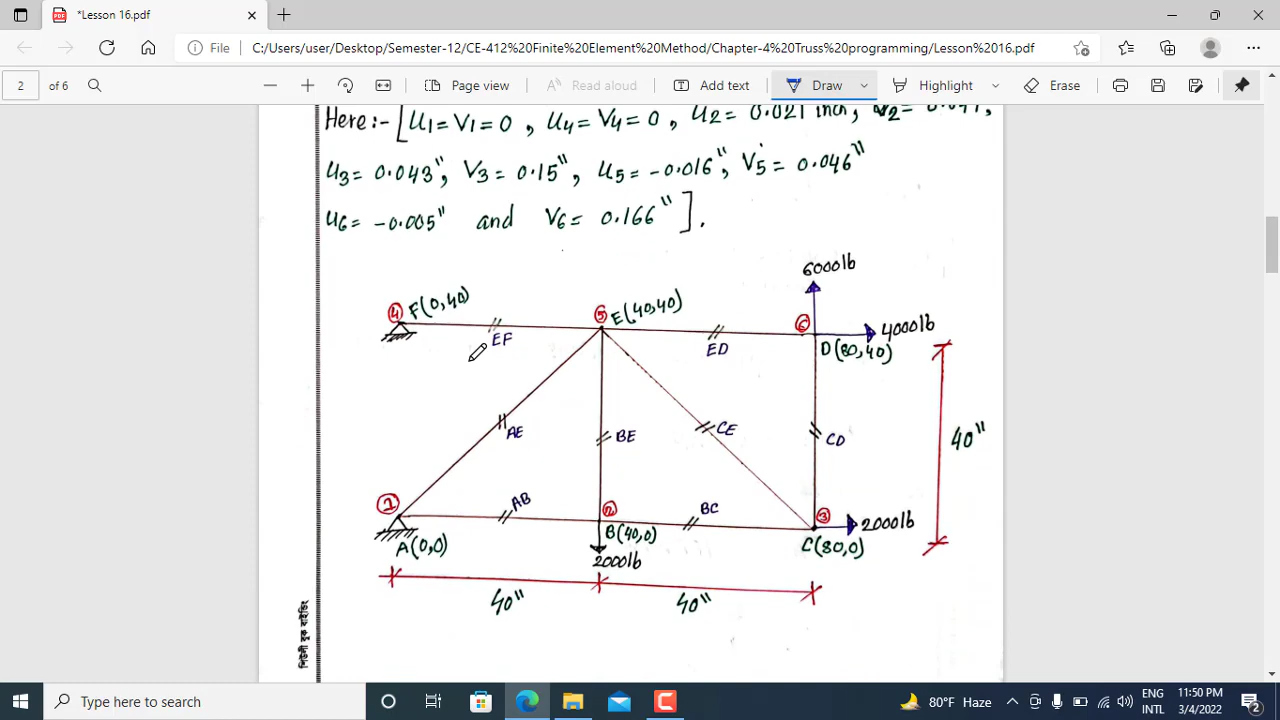 *Lesson 16.pdf
File
C:/Users/user/Desktop/Semester-12/CE-412%20Finite%20Element%20Method/Chapter-4%20Truss%20programming/Lesson%2016.pdf
2 of 6
Page view
Read aloud
Add text
Draw
Highlight
Erase
Here:- [U1=V1=0 , U4=V4=0 , U2= 0.021 inch,
U3= 0.043", V3= 0.15", U5= -0.016", V5= 0.046"
U6= -0.005" and V6= 0.166"].
6000lb
4 F(0,40)
5 E(40,40)
6
4000lb
EF
ED
D(80,40)
AE
BE
CE
CD
40"
1
AB
2
BC
3
2000lb
A(0,0)
B(40,0)
C(80,0)
2000lb
40"
40"
Type here to search
80°F Haze
ENG
INTL
:50 PM
3/4/2022
2